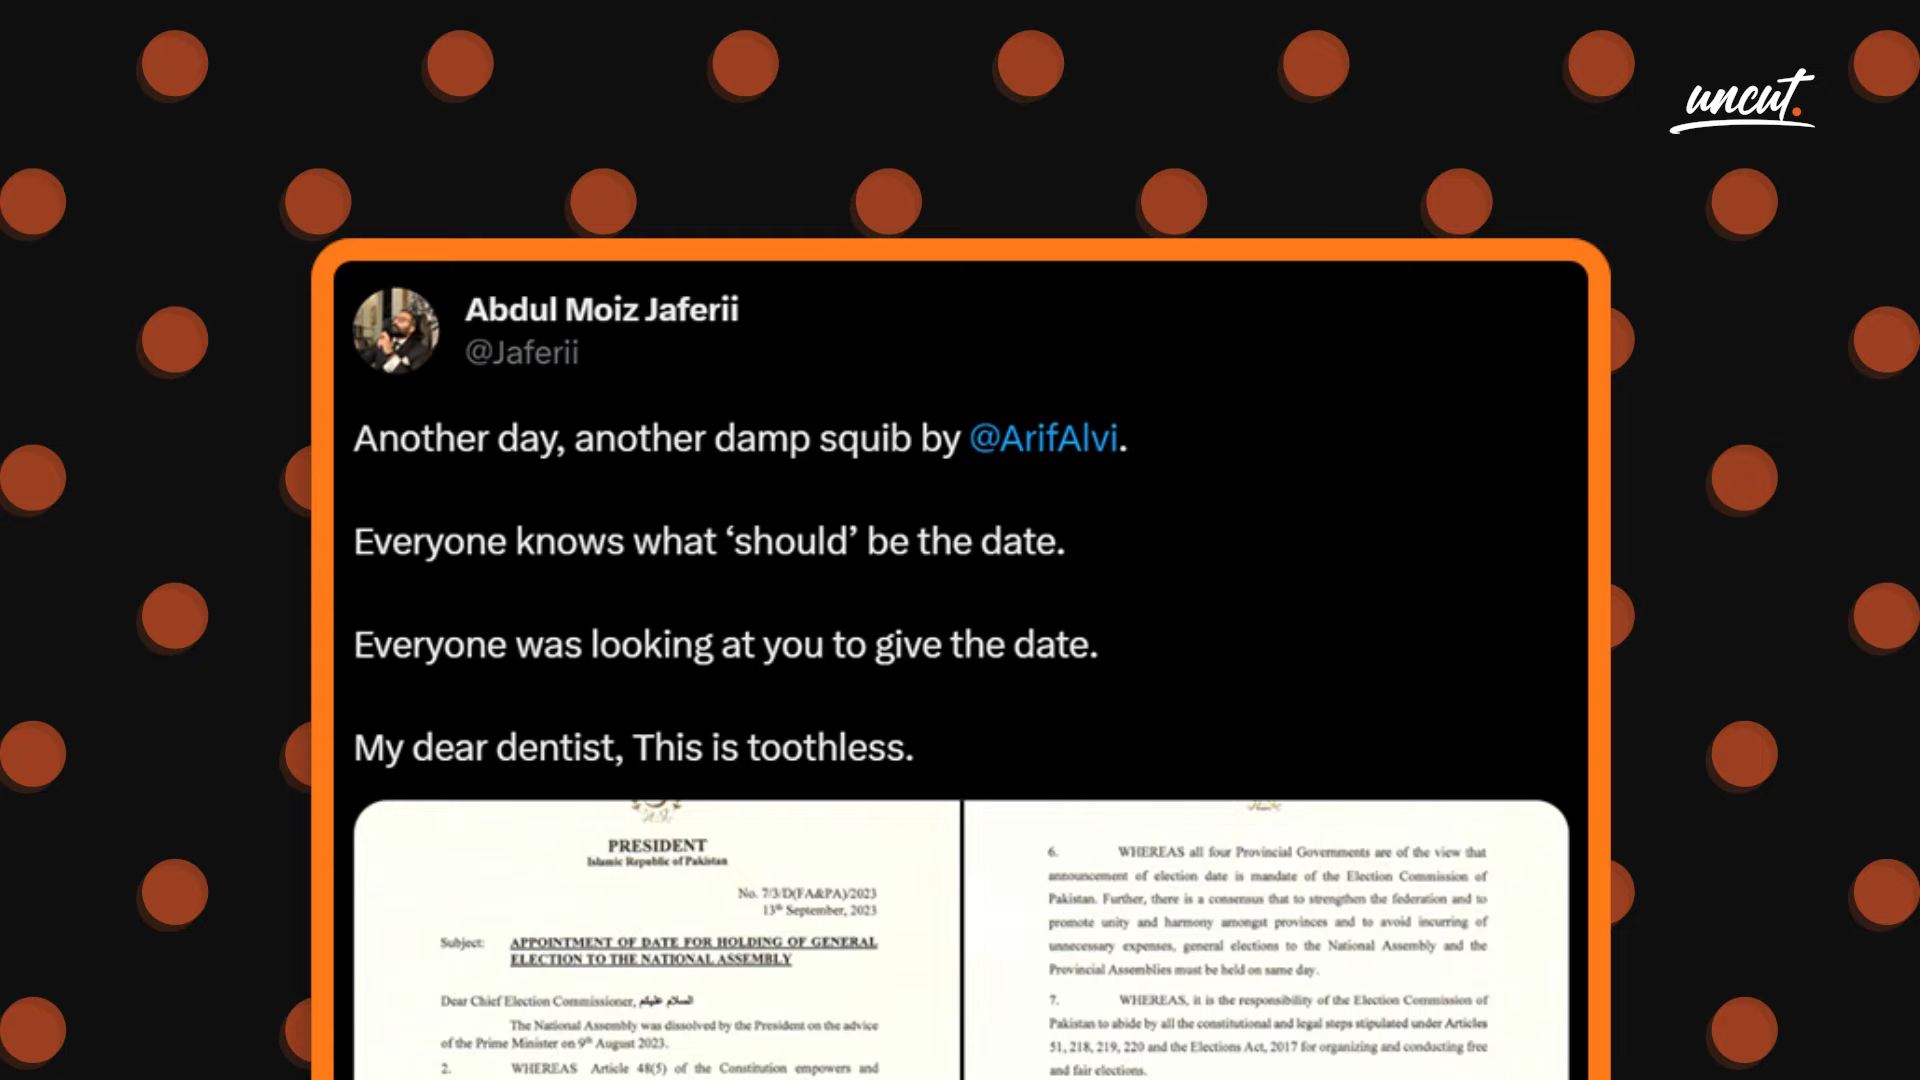 uncut.
Abdul Moiz Jaferii
@Jaferii
Another day, another damp squib by @ArifAlvi.
Everyone knows what ‘should’ be the date.
Everyone was looking at you to give the date.
My dear dentist, This is toothless.
PRESIDENT
Islamic Republic of Pakistan
No. 7/3/D(FA&PA)/2023
13th September, 2023
Subject: APPOINTMENT OF DATE FOR HOLDING OF GENERAL
ELECTION TO THE NATIONAL ASSEMBLY
Dear Chief Election Commissioner, السلام علیکم
The National Assembly was dissolved by the President on the advice
of the Prime Minister on 9th August 2023.
2. WHEREAS Article 48(5) of the Constitution empowers and
6. WHEREAS all four Provincial Governments are of the view that
announcement of election date is mandate of the Election Commission of
Pakistan. Further, there is a consensus that to strengthen the federation and to
promote unity and harmony amongst provinces and to avoid incurring of
unnecessary expenses, general elections to the National Assembly and the
Provincial Assemblies must be held on same day.
7. WHEREAS, it is the responsibility of the Election Commission of
Pakistan to abide by all the constitutional and legal steps stipulated under Articles
51, 218, 219, 220 and the Elections Act, 2017 for organizing and conducting free
and fair elections.